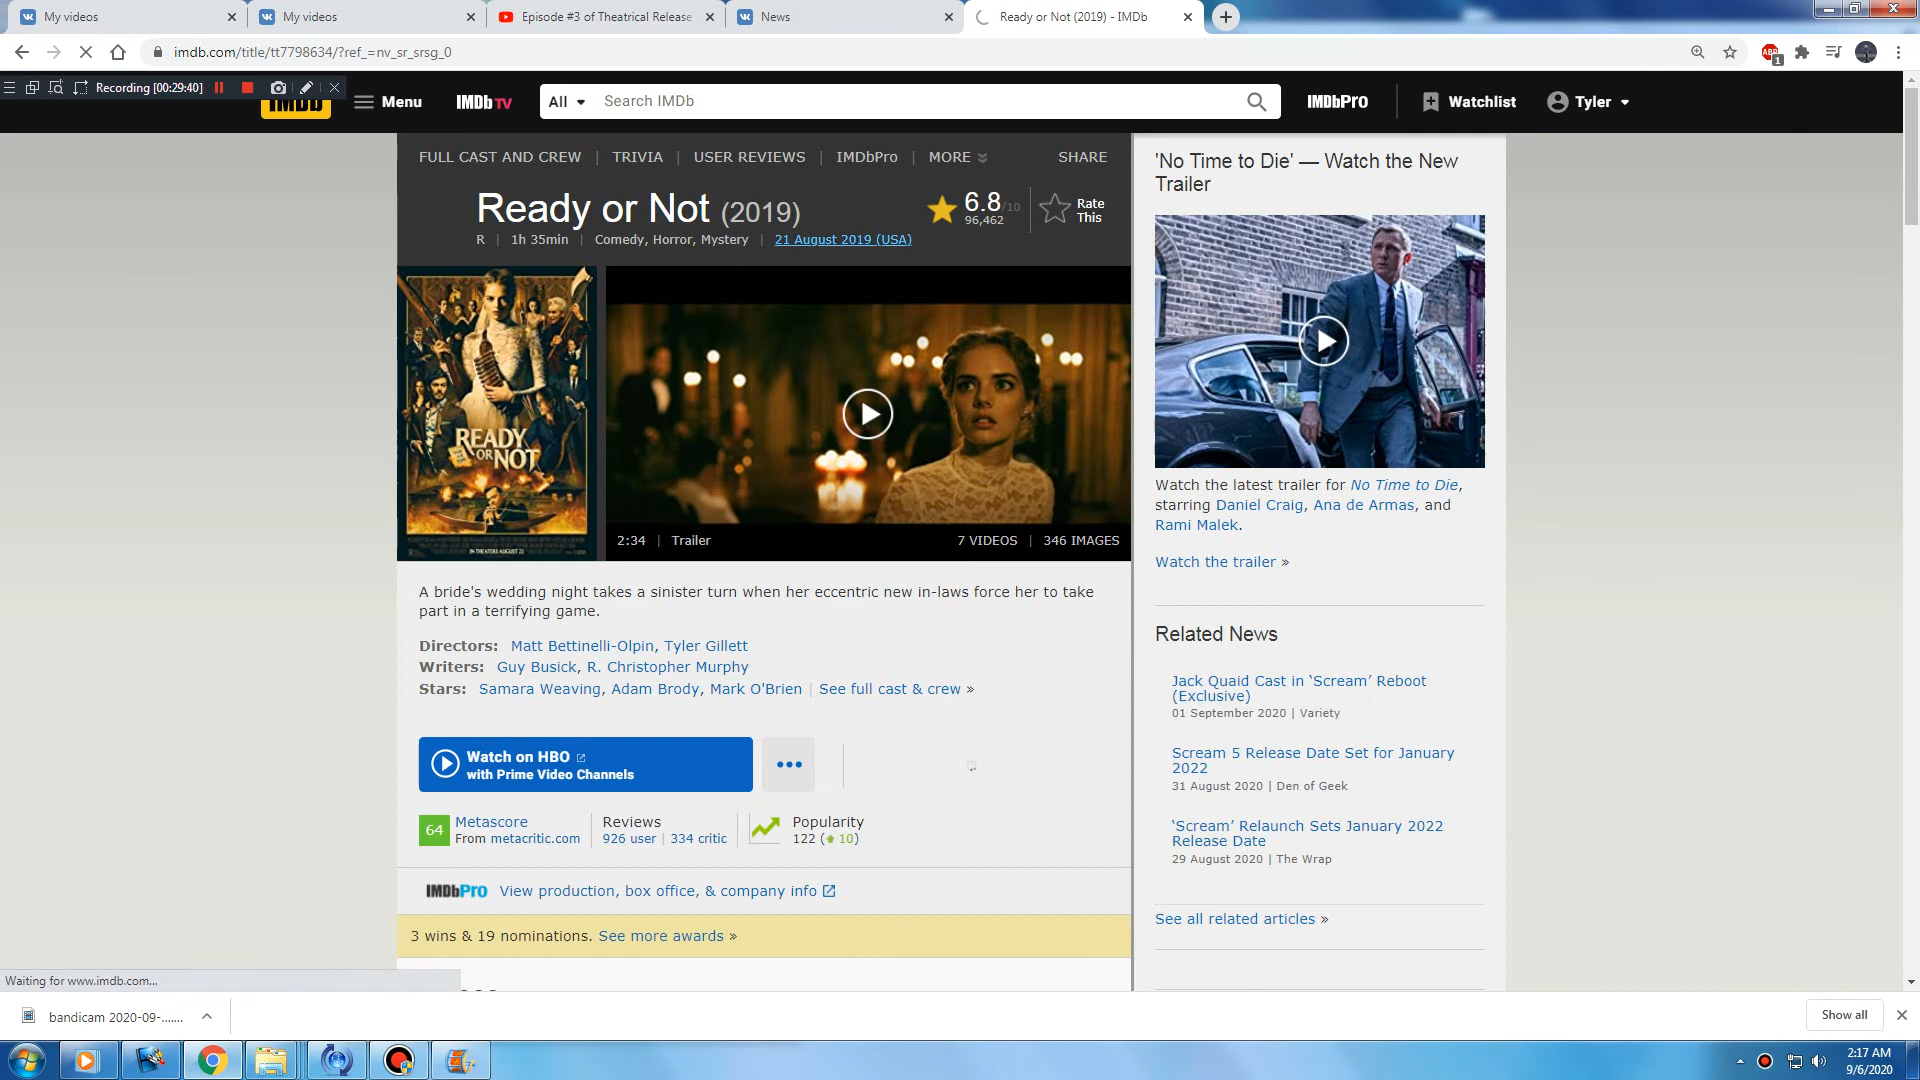 My videos
My videos
Episode #3 of Theatrical Release
News
Ready or Not (2019) - IMDb
imdb.com/title/tt7798634/?ref_=nv_sr_srsg_0
ABP
1
Recording [00:29:40]
IMDb
Menu
IMDb TV
All
Search IMDb
IMDbPro
Watchlist
Tyler
FULL CAST AND CREW | TRIVIA | USER REVIEWS | IMDbPro | MORE
SHARE
Ready or Not (2019)
6.8/10
96,462
Rate
This
R | 1h 35min | Comedy, Horror, Mystery | 21 August 2019 (USA)
READY
OR NOT
IN THEATERS AUGUST 23
2:34 | Trailer
7 VIDEOS | 346 IMAGES
A bride's wedding night takes a sinister turn when her eccentric new in-laws force her to take
part in a terrifying game.
Directors: Matt Bettinelli-Olpin, Tyler Gillett
Writers: Guy Busick, R. Christopher Murphy
Stars: Samara Weaving, Adam Brody, Mark O'Brien | See full cast & crew »
Watch on HBO
with Prime Video Channels
64
Metascore
From metacritic.com
Reviews
926 user | 334 critic
Popularity
122 (10)
IMDbPro View production, box office, & company info
3 wins & 19 nominations. See more awards »
'No Time to Die' — Watch the New
Trailer
Watch the latest trailer for No Time to Die,
starring Daniel Craig, Ana de Armas, and
Rami Malek.
Watch the trailer »
Related News
Jack Quaid Cast in ‘Scream’ Reboot
(Exclusive)
01 September 2020 | Variety
Scream 5 Release Date Set for January
2022
31 August 2020 | Den of Geek
‘Scream’ Relaunch Sets January 2022
Release Date
29 August 2020 | The Wrap
See all related articles »
Waiting for www.imdb.com...
bandicam 2020-09-......
Show all
2:17 AM
9/6/2020